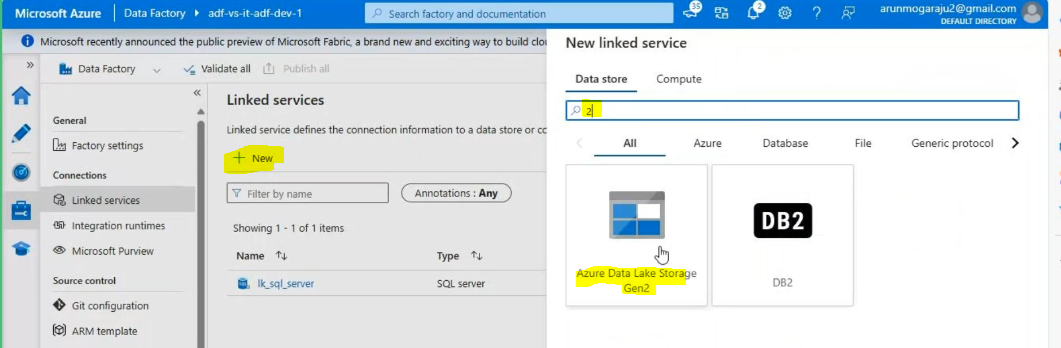 Microsoft Azure
Data Factory
adf-vs-it-adf-dev-1
Search factory and documentation
35
2
arunmogaraju2@gmail.com
DEFAULT DIRECTORY
Microsoft recently announced the public preview of Microsoft Fabric, a brand new and exciting way to build
Data Factory
Validate all
Publish all
General
Factory settings
Connections
Linked services
Integration runtimes
Microsoft Purview
Source control
Git configuration
ARM template
Linked services
Linked service defines the connection information to a data store or
New
Filter by name
Annotations : Any
Showing 1 - 1 of 1 items
Name
Type
lk_sql_server
SQL server
New linked service
Data store
Compute
2
All
Azure
Database
File
Generic protocol
Azure Data Lake Storage
Gen2
DB2
DB2